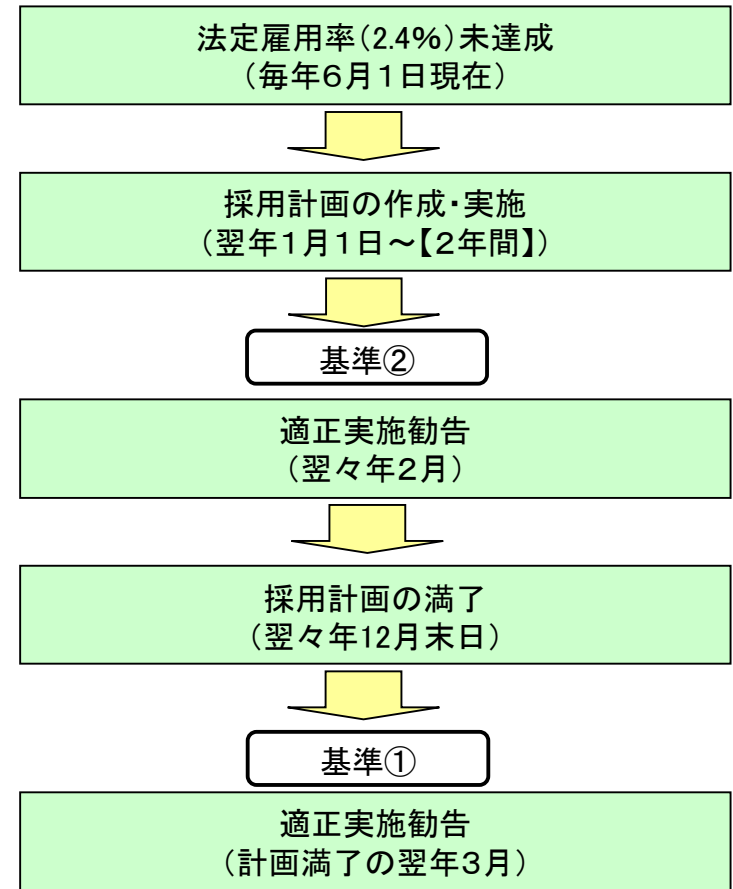 法定雇用率(2.4%)未達成
(毎年6月1日現在)
採用計画の作成・実施
(翌年1月1日～【2年間】)
基準②
適正実施勧告
(翌々年2月)
採用計画の満了
(翌々年12月末日)
基準①
適正実施勧告
(計画満了の翌年3月)